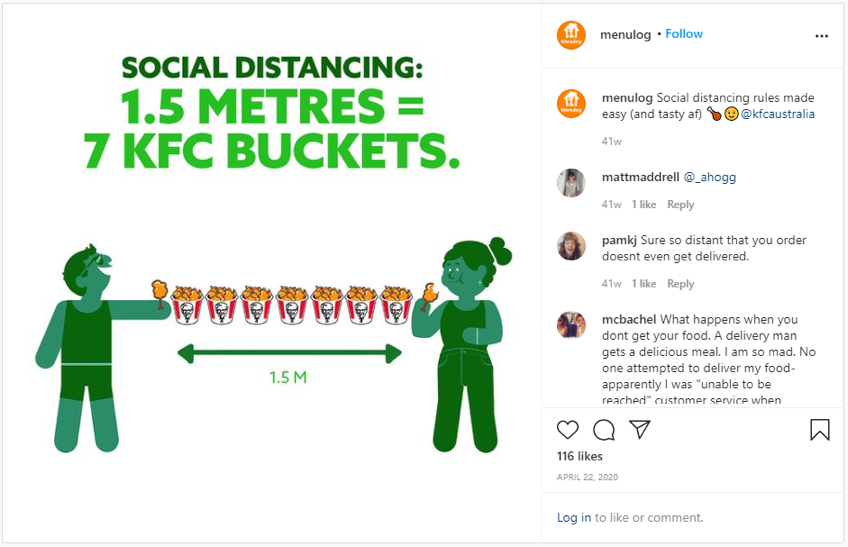 SOCIAL DISTANCING:
1.5 METRES =
7 KFC BUCKETS.
1.5 M
Menulog
menulog • Follow
Menulog
menulog Social distancing rules made
easy (and tasty af) 🍗😉@kfcaustralia
41w
mattmaddrell @_ahogg
41w 1 like Reply
pamkj Sure so distant that you order
doesnt even get delivered.
41w 1 like Reply
mcbachel What happens when you
dont get your food. A delivery man
gets a delicious meal. I am so mad. No
one attempted to deliver my food-
apparently I was "unable to be
reached" customer service when
116 likes
APRIL 22, 2020
Log in to like or comment.